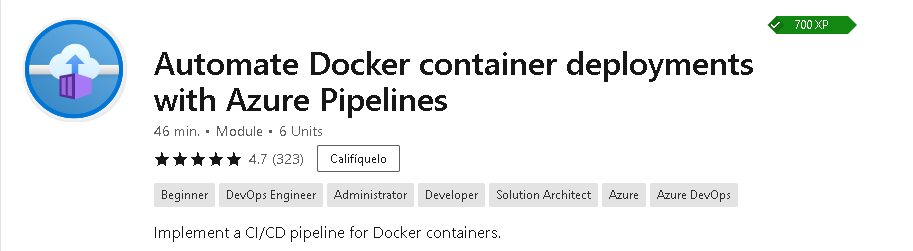 700 XP
Automate Docker container deployments
with Azure Pipelines
46 min. • Module • 6 Units
4.7 (323) Califíquelo
Beginner DevOps Engineer Administrator Developer Solution Architect Azure Azure DevOps
Implement a CI/CD pipeline for Docker containers.